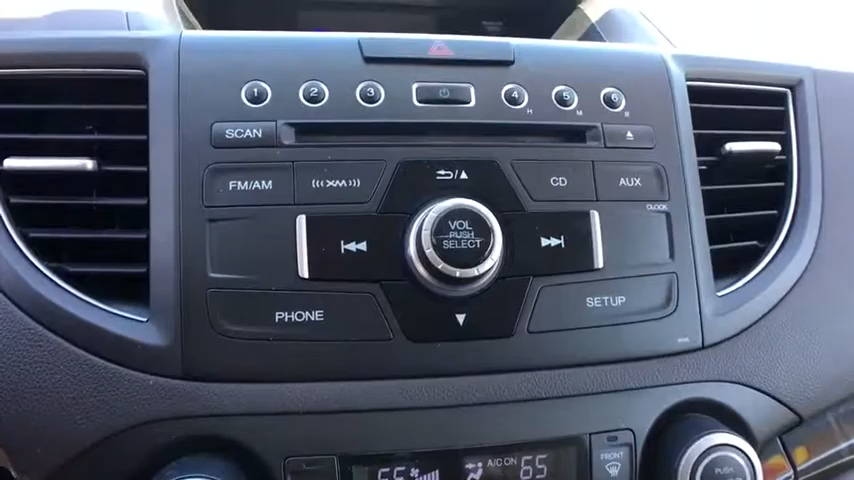 1 2 3 4 5 6
H M R
SCAN
FM/AM
((•XM•))
CD
AUX
CLOCK
VOL
PUSH
SELECT
PHONE
SETUP
75
A/C ON
65
FRONT
PUSH